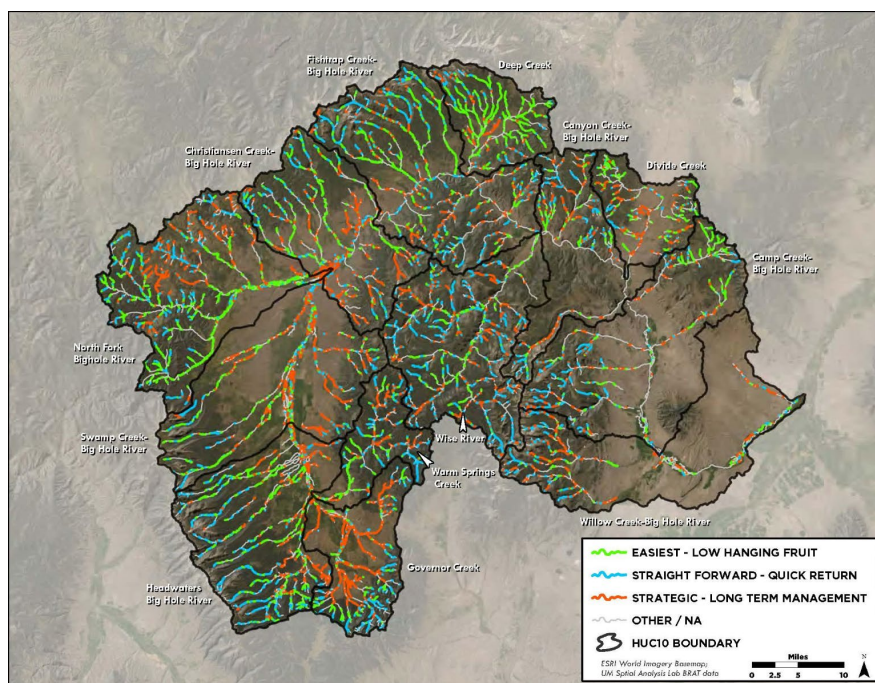 Fishtrap Creek-
Big Hole River
Deep Creek
Canyon Creek-
Big Hole River
Christiansen Creek-
Big Hole River
Divide Creek
Camp Creek-
Big Hole River
North Fork
Bighole River
Swamp Creek-
Big Hole River
Wise River
Warm Springs
Creek
Willow Creek-Big Hole River
Governor Creek
Headwaters
Big Hole River
EASIEST - LOW HANGING FRUIT
STRAIGHT FORWARD - QUICK RETURN
STRATEGIC - LONG TERM MANAGEMENT
OTHER / NA
HUC10 BOUNDARY
ESRI World Imagery Basemap;
UM Sptial Analysis Lab BRAT data
Miles
0 2.5 5 10
N